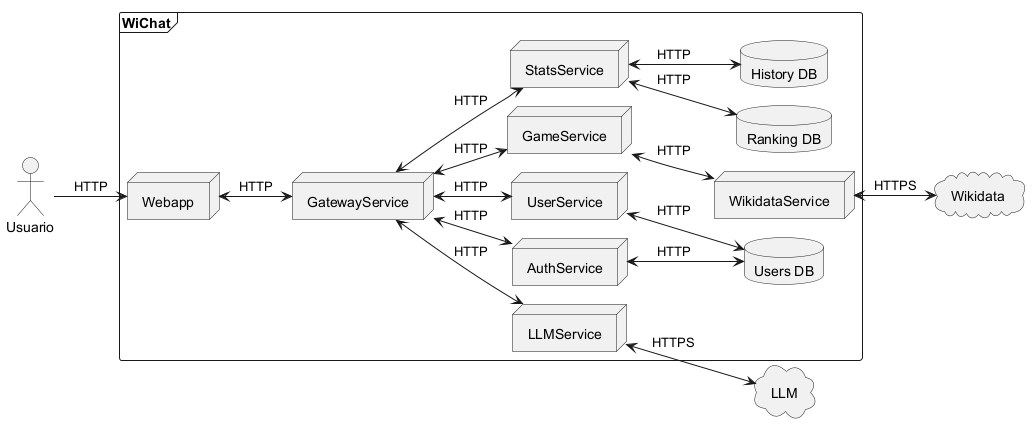 WiChat
StatsService
HTTP
History DB
HTTP
HTTP
Ranking DB
GameService
HTTP
HTTP
Usuario
HTTP
Webapp
HTTP
GatewayService
HTTP
UserService
WikidataService
HTTPS
Wikidata
HTTP
HTTP
AuthService
HTTP
Users DB
HTTP
LLMService
HTTPS
LLM